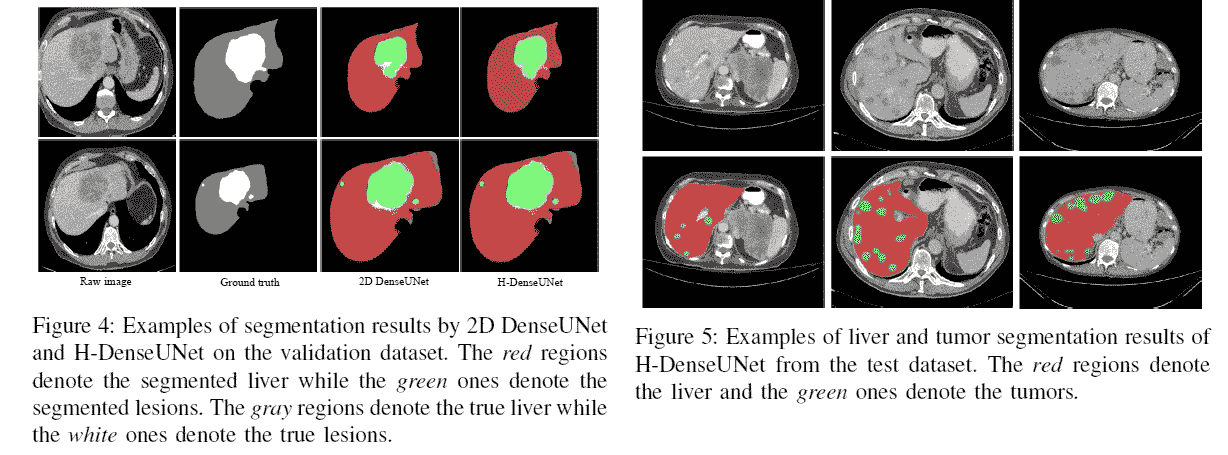 Raw image
Ground truth
2D DenseUNet
H-DenseUNet
Figure 4: Examples of segmentation results by 2D DenseUNet
and H-DenseUNet on the validation dataset. The red regions
denote the segmented liver while the green ones denote the
segmented lesions. The gray regions denote the true liver while
the white ones denote the true lesions.
Figure 5: Examples of liver and tumor segmentation results of
H-DenseUNet from the test dataset. The red regions denote
the liver and the green ones denote the tumors.